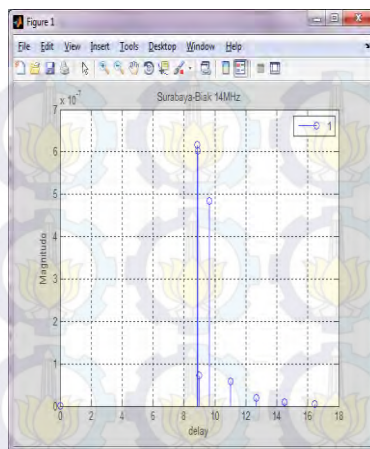 Figure 1
File Edit View Insert Tools Desktop Window Help
x 10⁻⁷
Surabaya-Biak 14MHz
1
7
6
5
4
3
2
1
0
Magnitudo
0 2 4 6 8 10 12 14 16 18
delay